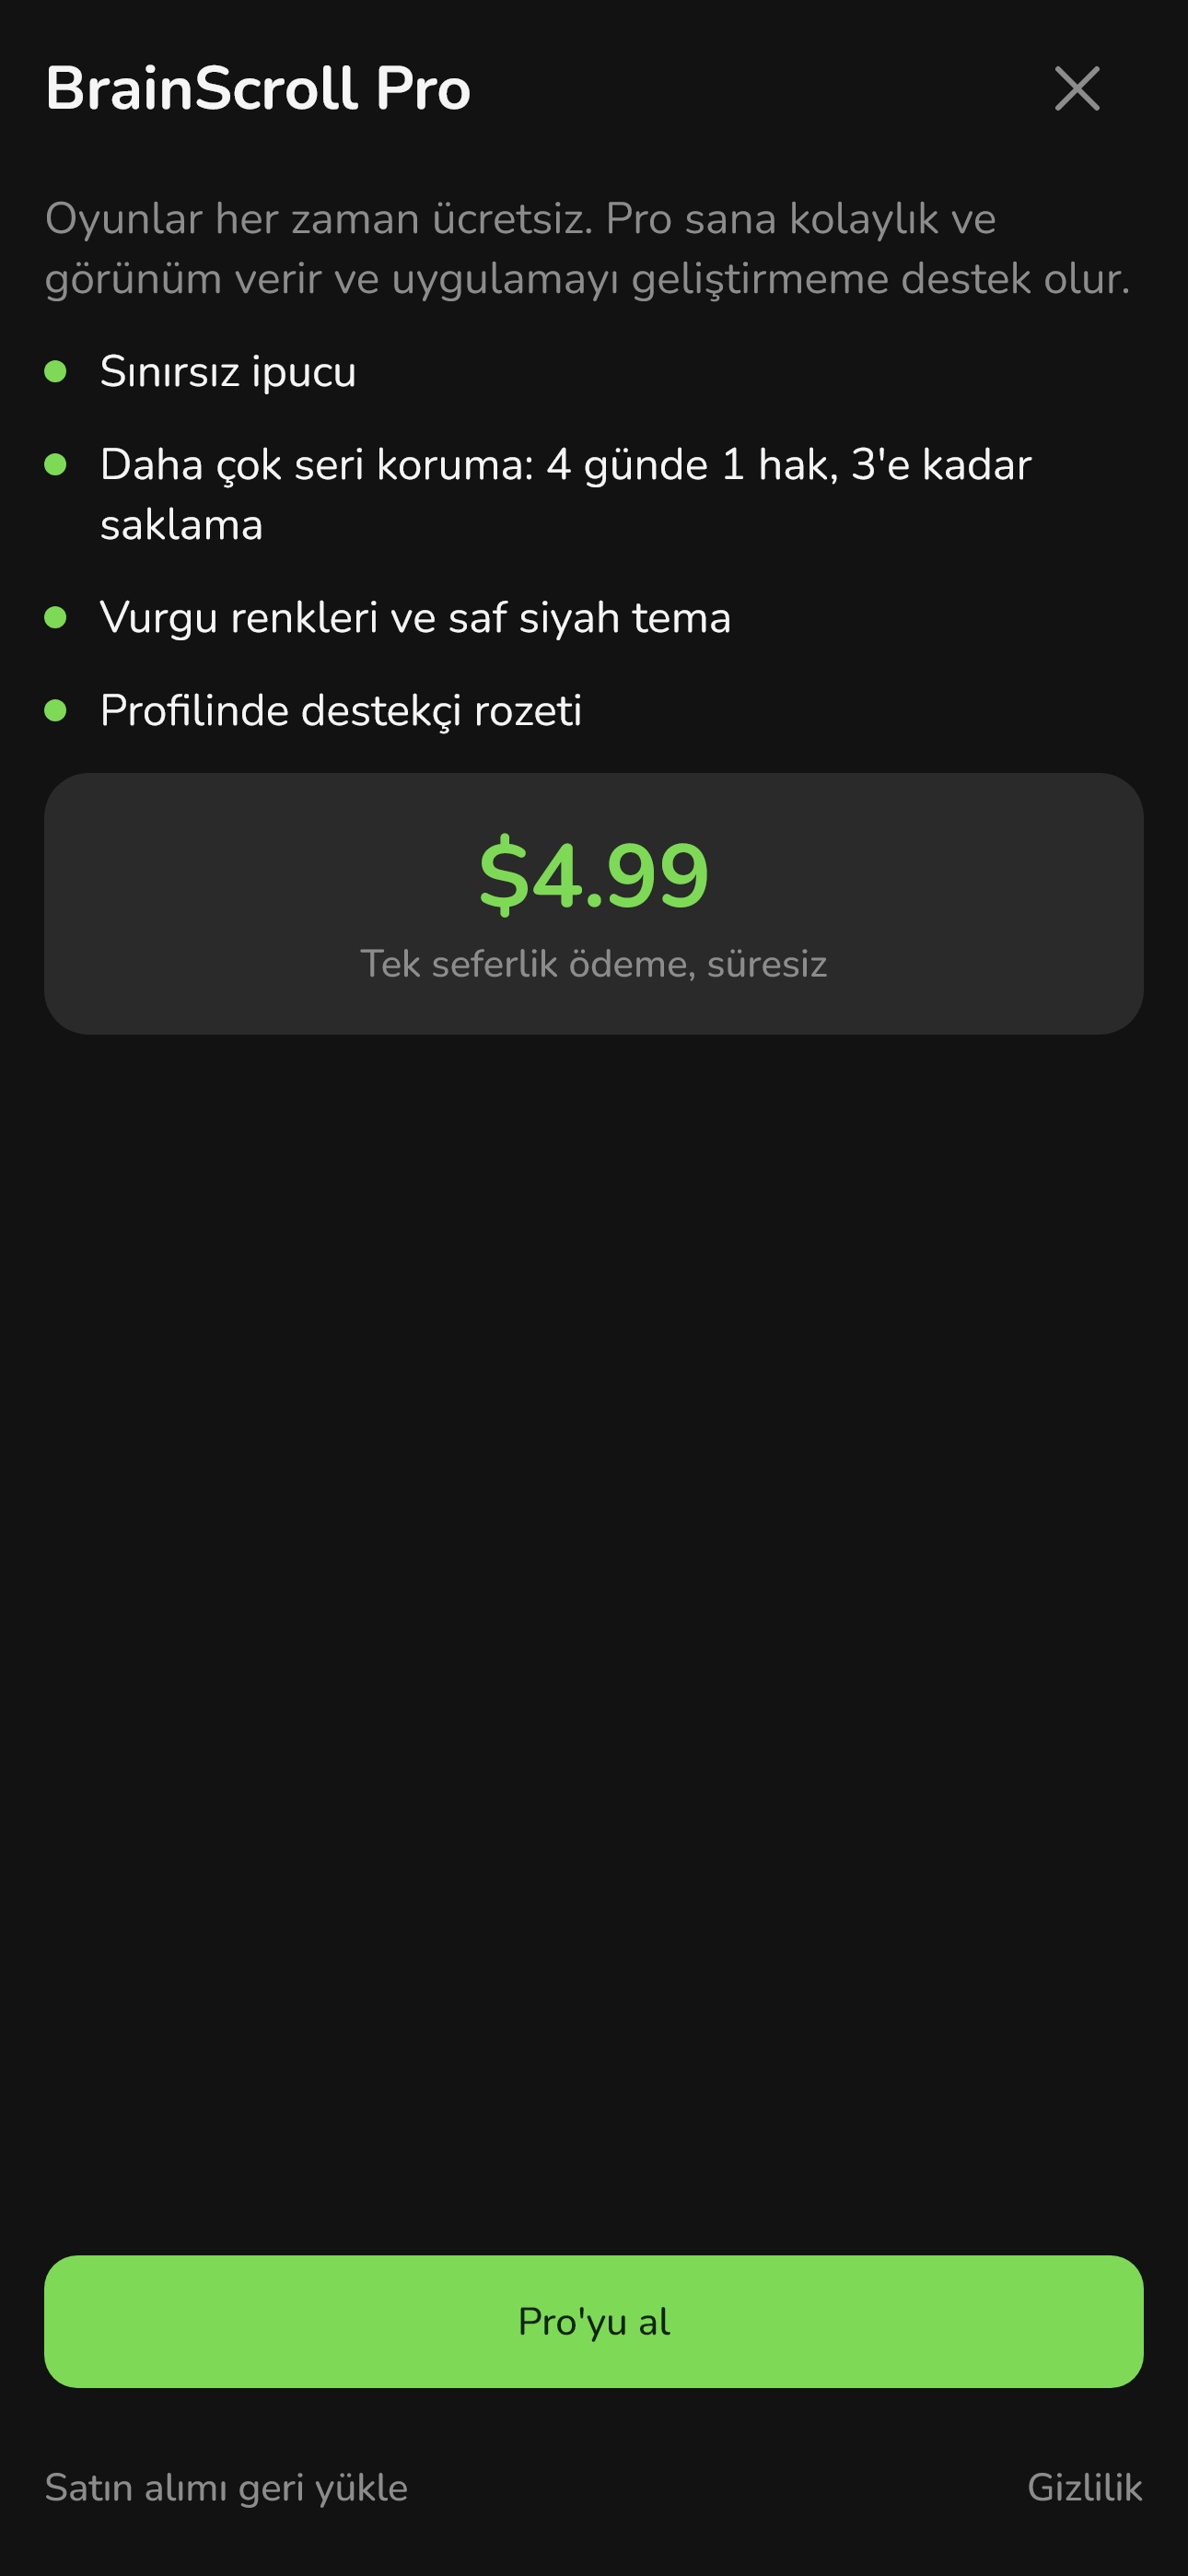 BrainScroll Pro
Oyunlar her zaman ücretsiz. Pro sana kolaylık ve
görünüm verir ve uygulamayı geliştirmeme destek olur.
Sınırsız ipucu
Daha çok seri koruma: 4 günde 1 hak, 3'e kadar
saklama
Vurgu renkleri ve saf siyah tema
Profilinde destekçi rozeti
$4.99
Tek seferlik ödeme, süresiz
Pro'yu al
Satın alımı geri yükle
Gizlilik